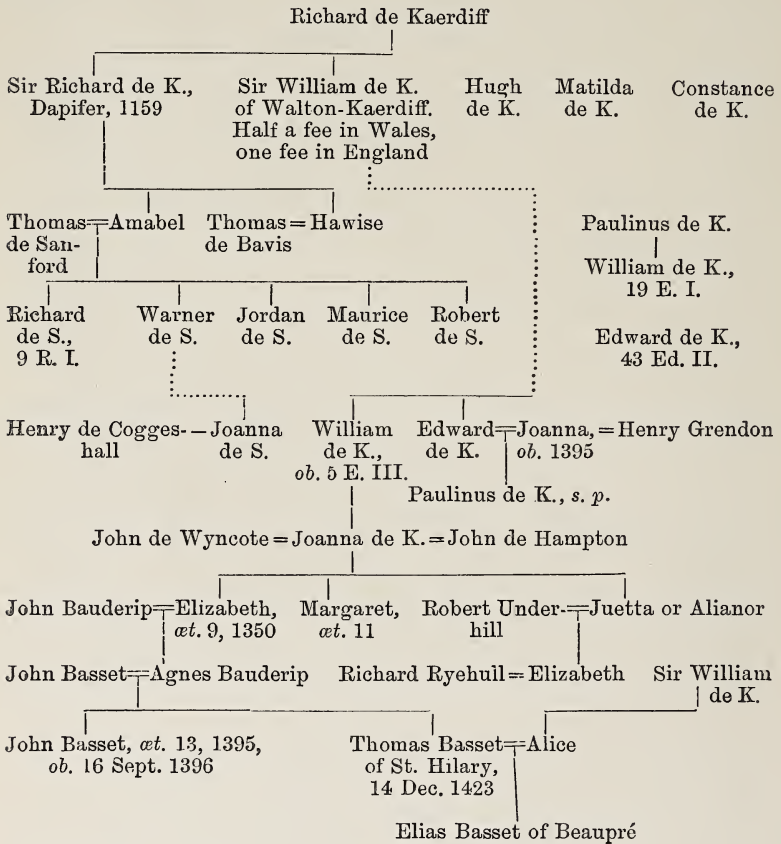 Richard de Kaerdiff
Sir Richard de K., Sir William de K. Hugh Matilda Constance
Dapifer, 1159 of Walton-Kaerdiff. de K. de K. de K.
Half a fee in Wales,
one fee in England
Thomas=Amabel Thomas=Hawise Paulinus de K.
de San- de Bavis
ford William de K.,
19 E. I.
Richard Warner Jordan Maurice Robert
de S., de S. de S. de S. de S. Edward de K.,
9 R. I. 43 Ed. II.
Henry de Cogges-—Joanna William Edward=Joanna,=Henry Grendon
hall de S. de K., de K. ob. 1395
ob. 5 E. III.
Paulinus de K., s. p.
John de Wyncote=Joanna de K.=John de Hampton
John Bauderip=Elizabeth, Margaret, Robert Under-=Juetta or Alianor
æt. 9, 1350 æt. 11 hill
John Basset=Agnes Bauderip Richard Ryehull=Elizabeth Sir William
de K.
John Basset, æt. 13, 1395, Thomas Basset=Alice
ob. 16 Sept. 1396 of St. Hilary,
14 Dec. 1423
Elias Basset of Beaupré